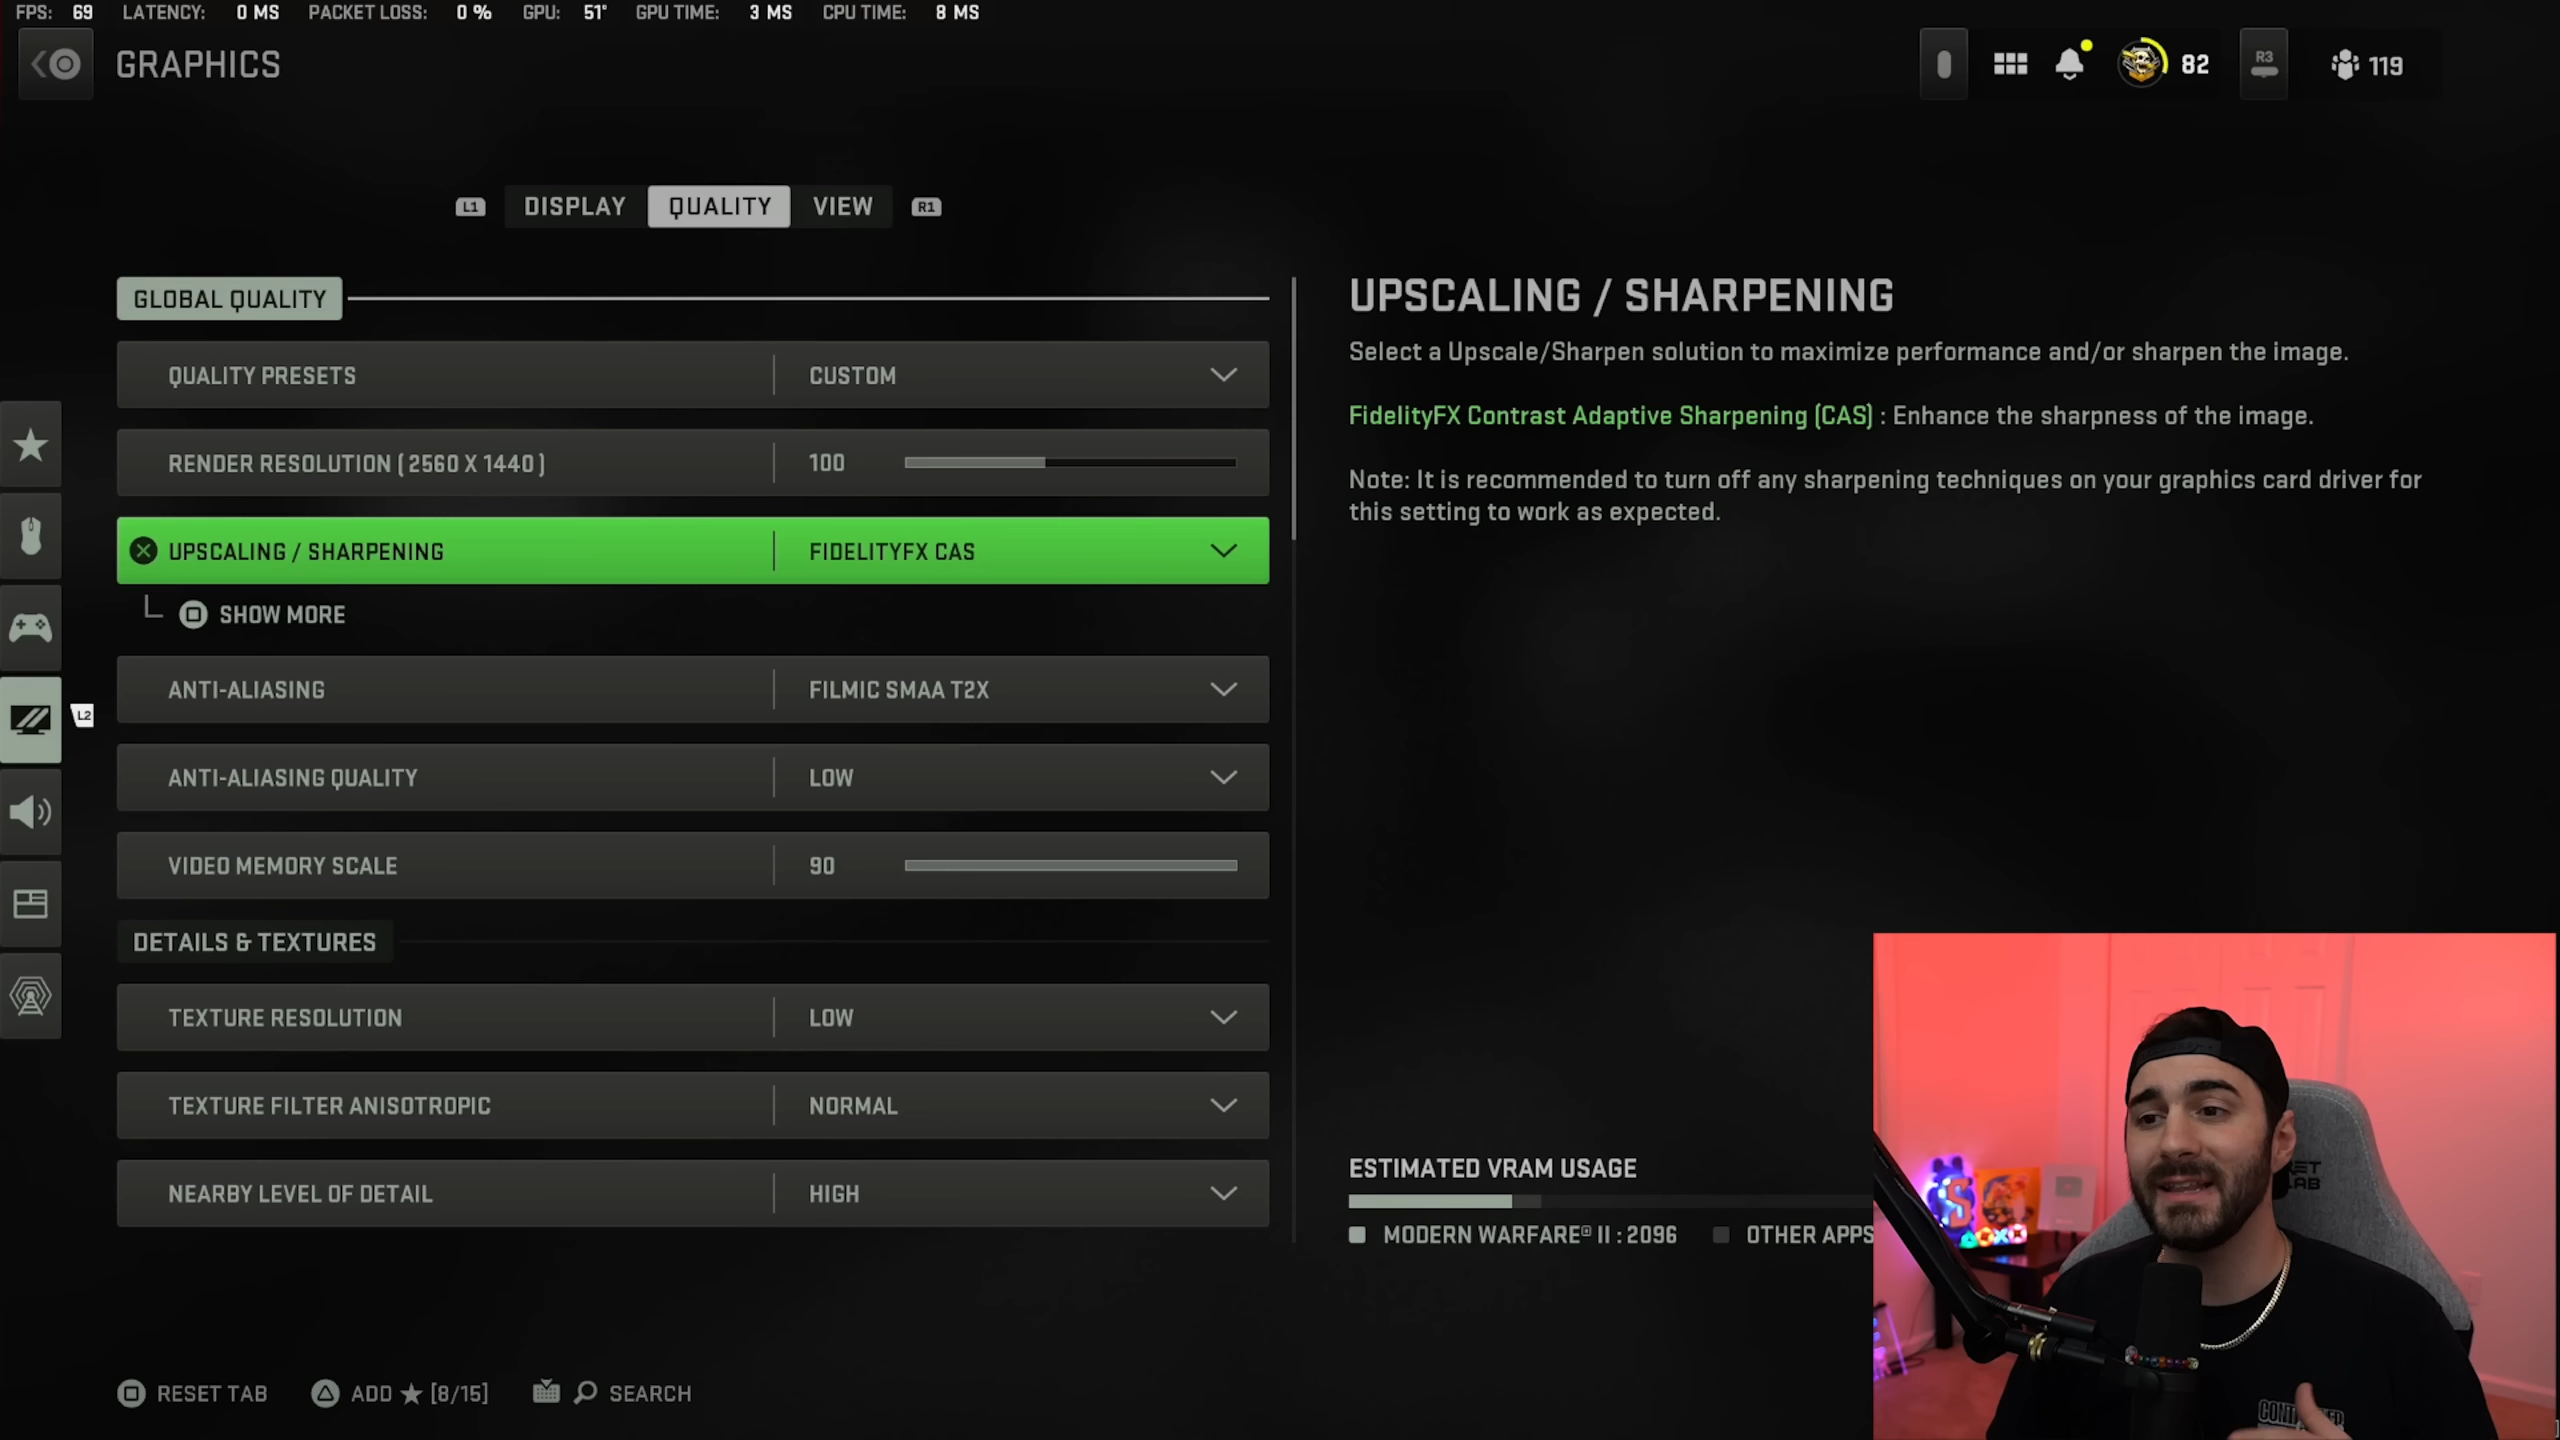 FPS: 69 LATENCY: 0 MS PACKET LOSS: 0 % GPU: 51° GPU TIME: 3 MS CPU TIME: 8 MS
GRAPHICS
82
R3
119
L1 DISPLAY QUALITY VIEW R1
GLOBAL QUALITY
QUALITY PRESETS CUSTOM
RENDER RESOLUTION ( 2560 X 1440 ) 100
UPSCALING / SHARPENING FIDELITYFX CAS
SHOW MORE
ANTI-ALIASING FILMIC SMAA T2X
L2
ANTI-ALIASING QUALITY LOW
VIDEO MEMORY SCALE 90
DETAILS & TEXTURES
TEXTURE RESOLUTION LOW
TEXTURE FILTER ANISOTROPIC NORMAL
NEARBY LEVEL OF DETAIL HIGH
UPSCALING / SHARPENING
Select a Upscale/Sharpen solution to maximize performance and/or sharpen the image.
FidelityFX Contrast Adaptive Sharpening (CAS) : Enhance the sharpness of the image.
Note: It is recommended to turn off any sharpening techniques on your graphics card driver for
this setting to work as expected.
ESTIMATED VRAM USAGE
MODERN WARFARE® II : 2096 OTHER APPS
RESET TAB ADD ★ [8/15] SEARCH